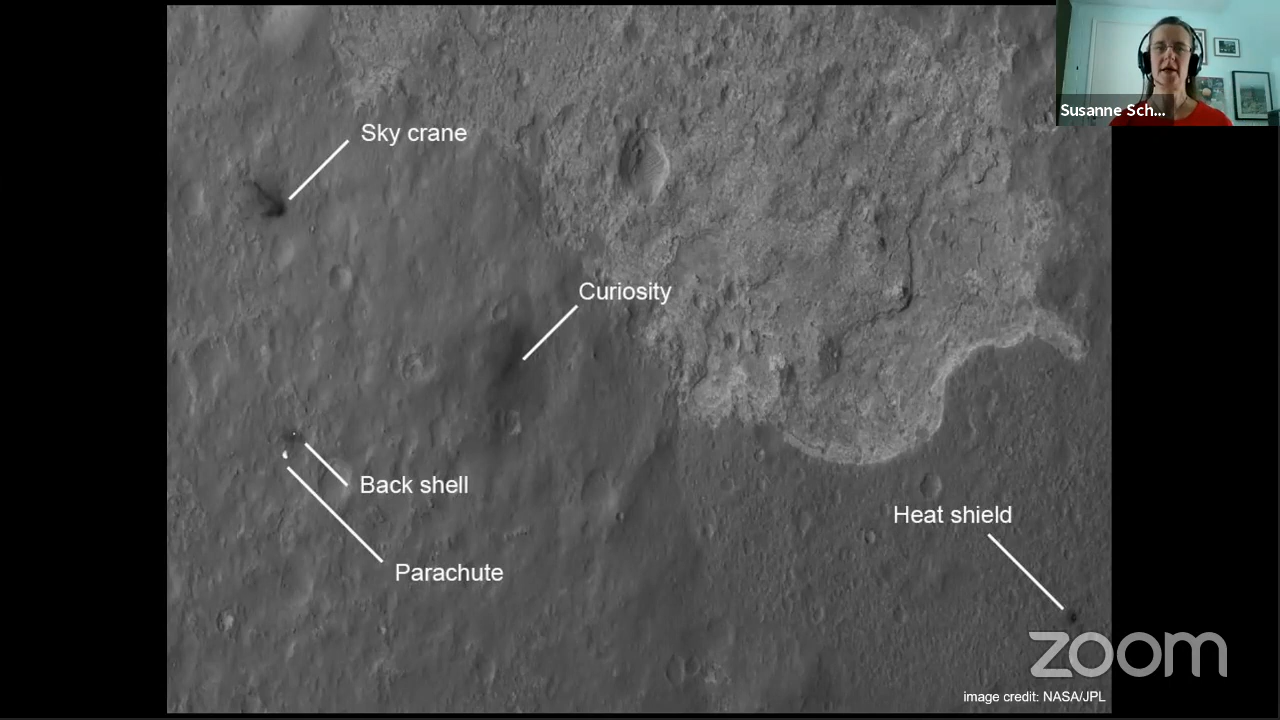 Susanne Sch...
Sky crane
Curiosity
Back shell
Heat shield
Parachute
zoom
image credit: NASA/JPL